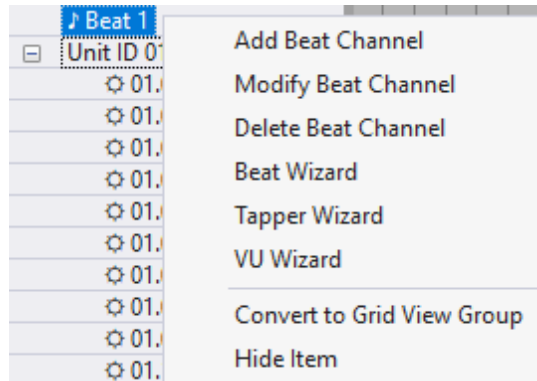 ♪ Beat 1
Unit ID 01
01.
01.
01.
01.
01.
01.
01.
01.
01.
01.
Add Beat Channel
Modify Beat Channel
Delete Beat Channel
Beat Wizard
Tapper Wizard
VU Wizard
Convert to Grid View Group
Hide Item